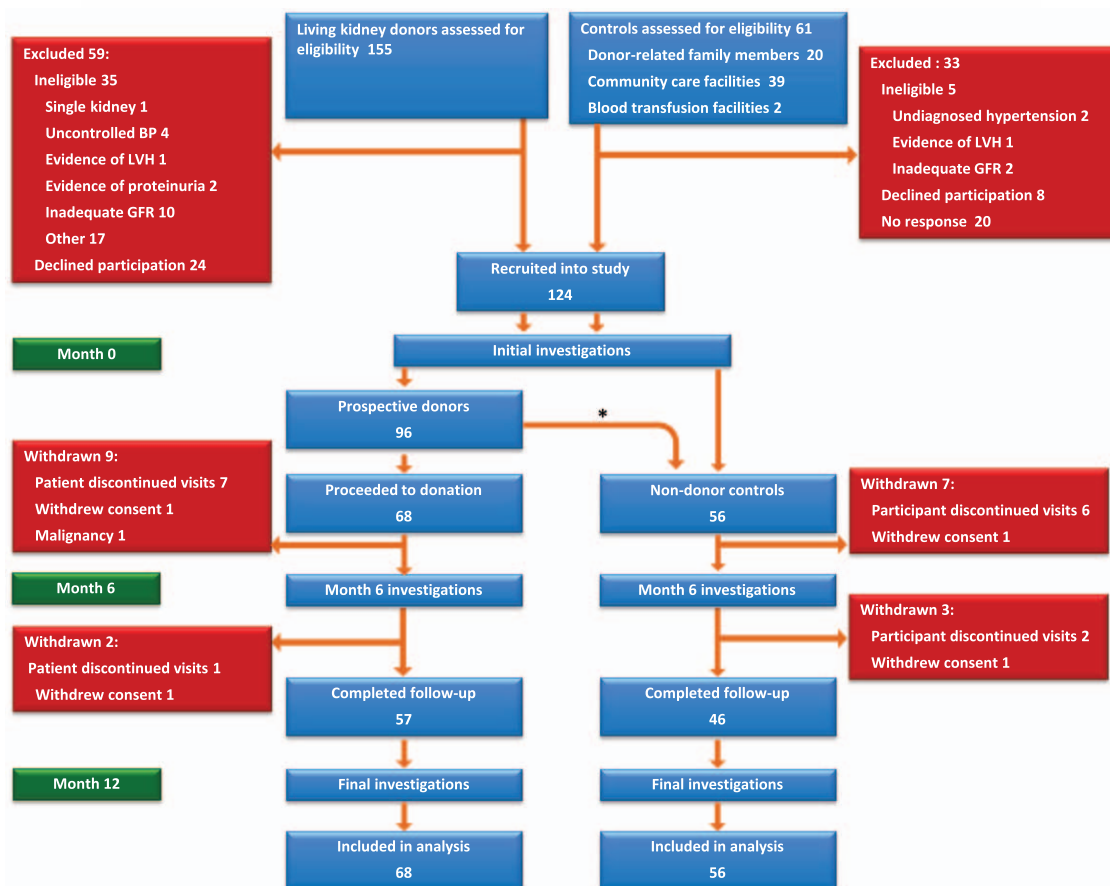 Living kidney donors assessed for
eligibility 155
Controls assessed for eligibility 61
Donor-related family members 20
Community care facilities 39
Blood transfusion facilities 2
Excluded 59:
Ineligible 35
Single kidney 1
Uncontrolled BP 4
Evidence of LVH 1
Evidence of proteinuria 2
Inadequate GFR 10
Other 17
Declined participation 24
Excluded : 33
Ineligible 5
Undiagnosed hypertension 2
Evidence of LVH 1
Inadequate GFR 2
Declined participation 8
No response 20
Recruited into study
124
Month 0
Initial investigations
Prospective donors
96
*
Withdrawn 9:
Patient discontinued visits 7
Withdrew consent 1
Malignancy 1
Proceeded to donation
68
Non-donor controls
56
Withdrawn 7:
Participant discontinued visits 6
Withdrew consent 1
Month 6
Month 6 investigations
Month 6 investigations
Withdrawn 2:
Patient discontinued visits 1
Withdrew consent 1
Withdrawn 3:
Participant discontinued visits 2
Withdrew consent 1
Completed follow-up
57
Completed follow-up
46
Month 12
Final investigations
Final investigations
Included in analysis
68
Included in analysis
56